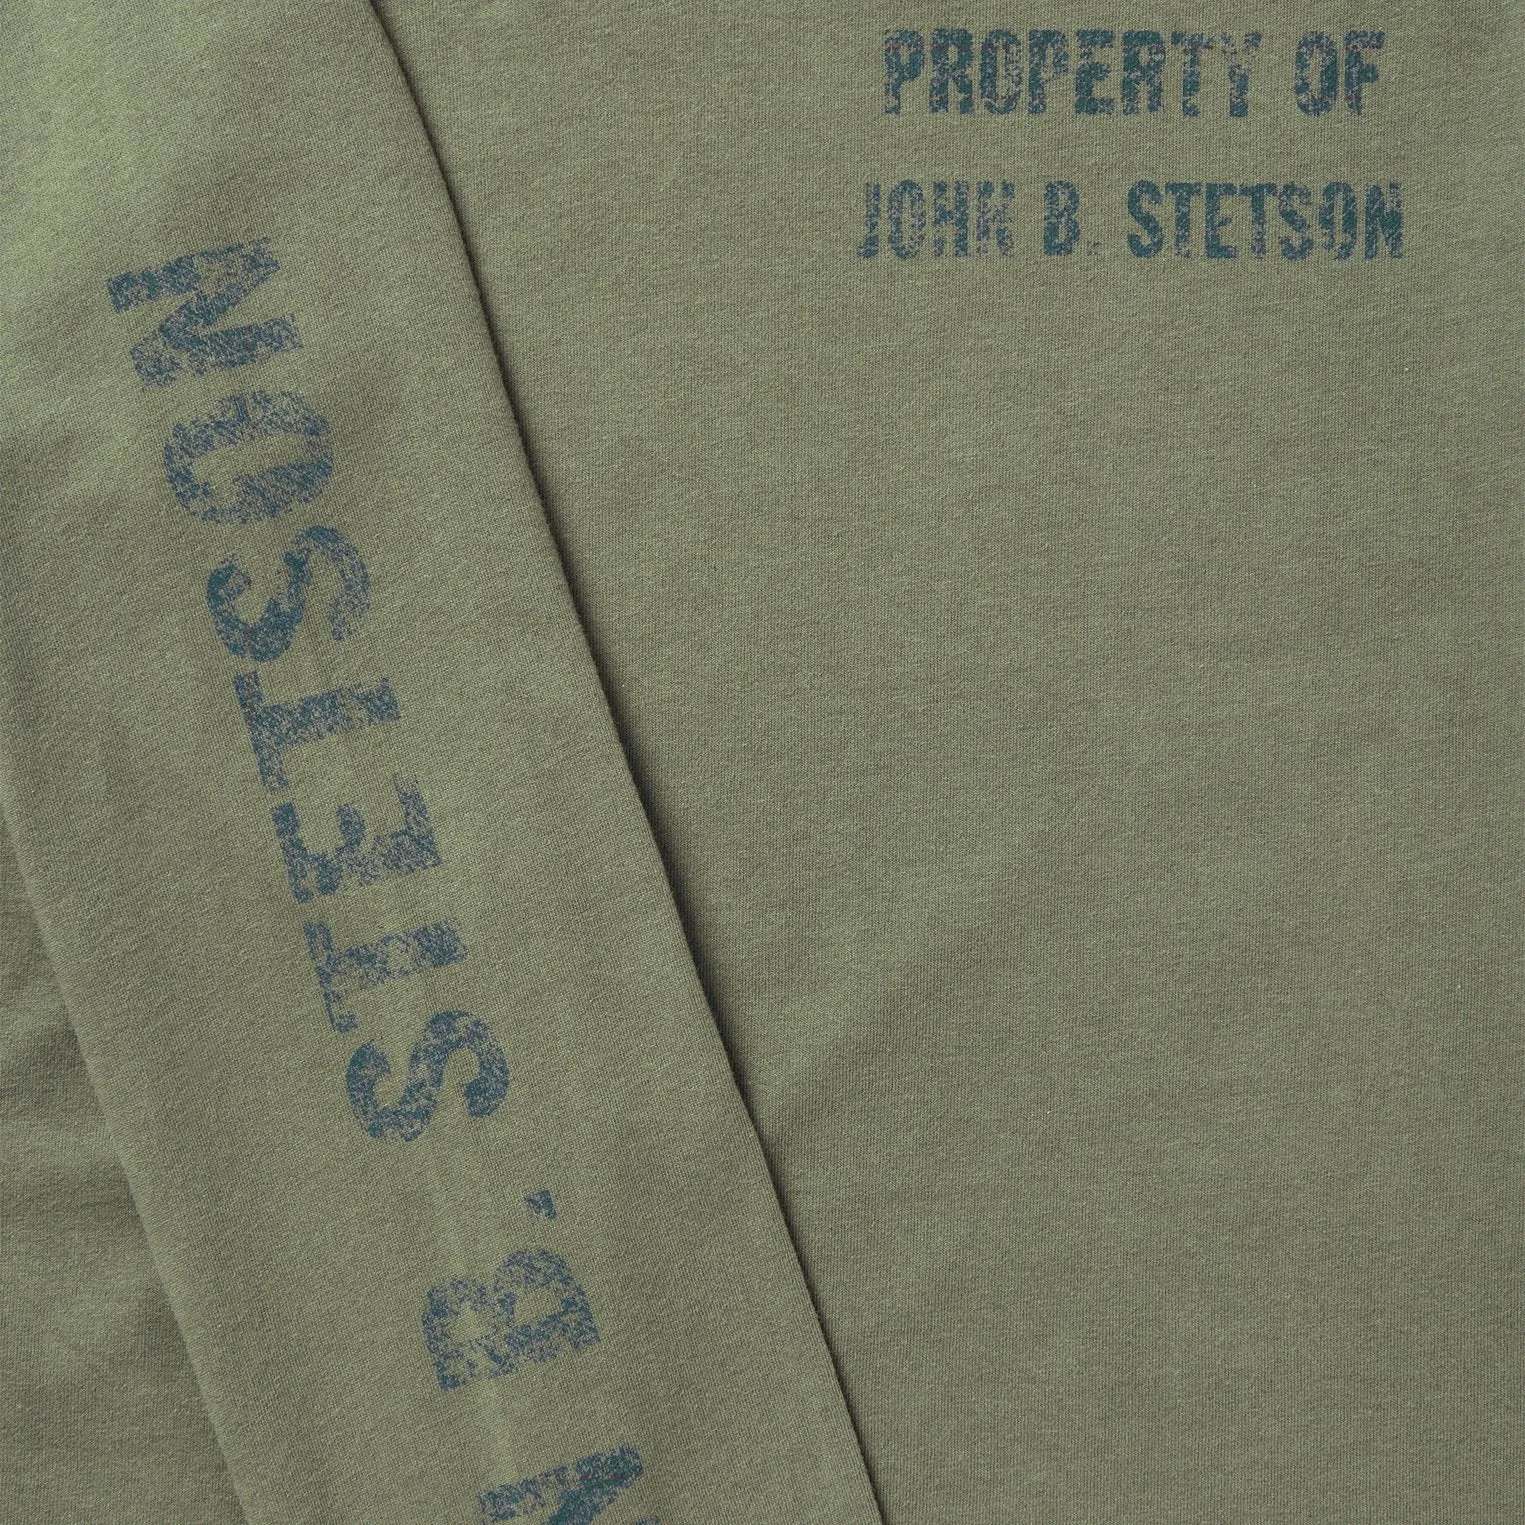 PROPERTY OF
JOHN B. STETSON
N B. STETSON